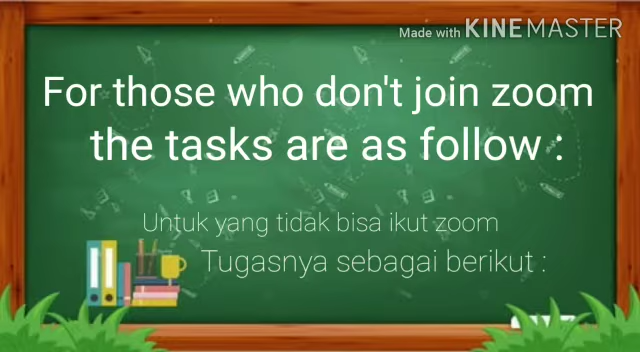 Made with KINEMASTER
For those who don't join zoom
the tasks are as follow :
Untuk yang tidak bisa ikut zoom
Tugasnya sebagai berikut :